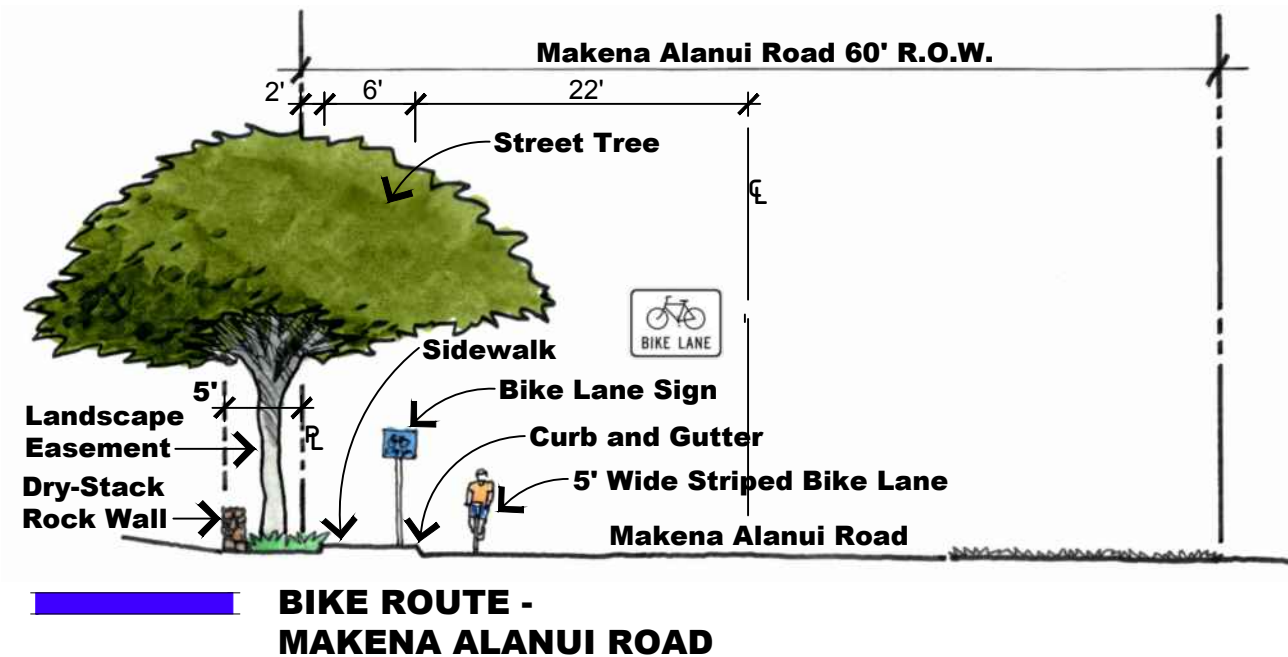 Makena Alanui Road 60' R.O.W.
2' 6' 22'
Street Tree
℄
BIKE LANE
Sidewalk
5'
Bike Lane Sign
Landscape
Easement
PL
Curb and Gutter
Dry-Stack
Rock Wall
5' Wide Striped Bike Lane
Makena Alanui Road
BIKE ROUTE -
MAKENA ALANUI ROAD